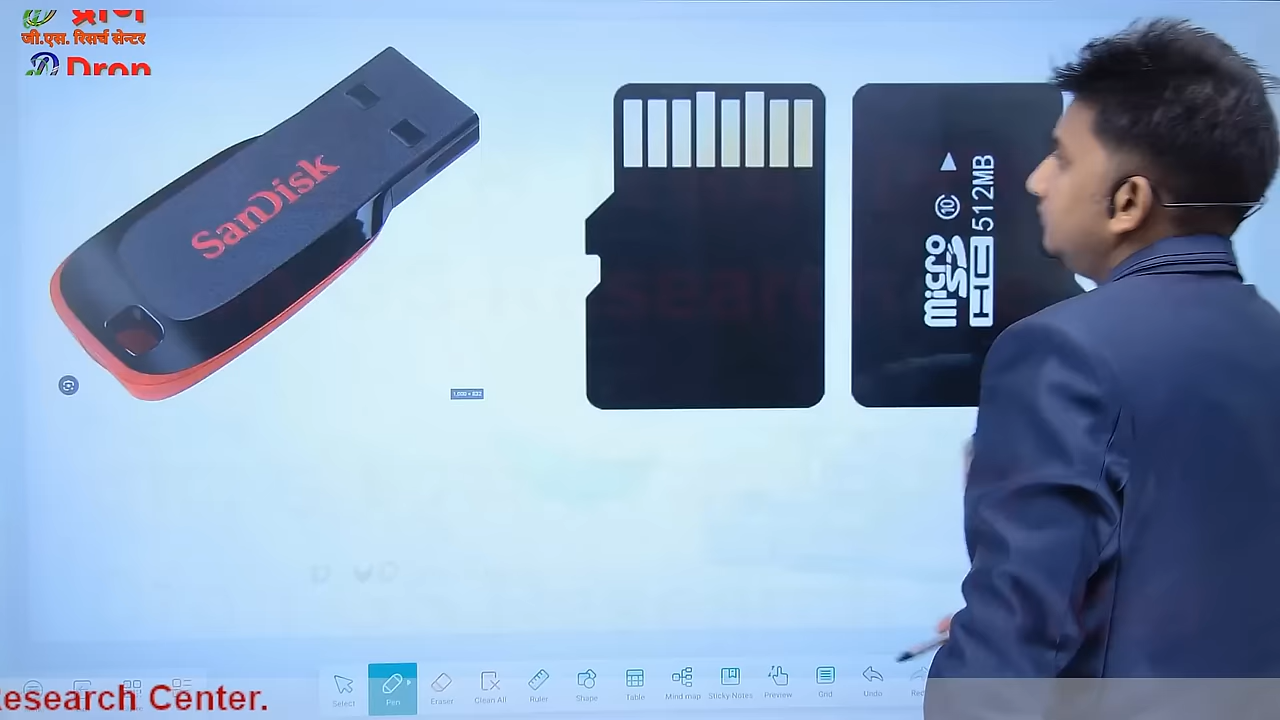 द्रोण
जी.एस. रिसर्च सेन्टर
Dron
SanDisk
micro SD HC 10 512MB
Select
Pen
Eraser
Clean All
Ruler
Shape
Table
Mind map
Sticky Notes
Preview
Grid
Undo
esearch Center.